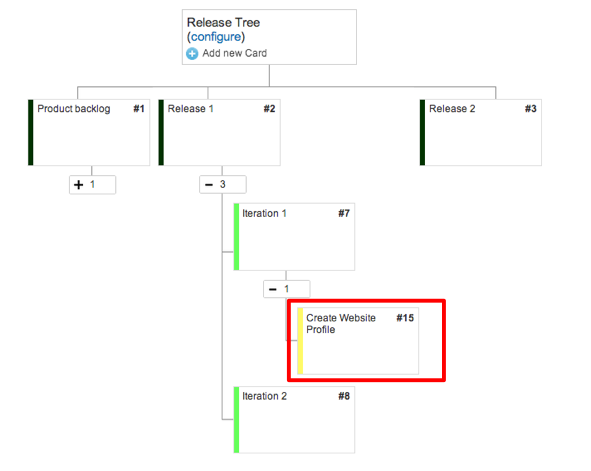 Release Tree
(configure)
Add new Card
Product backlog #1
Release 1 #2
Release 2 #3
+ 1
− 3
Iteration 1 #7
− 1
Create Website #15
Profile
Iteration 2 #8